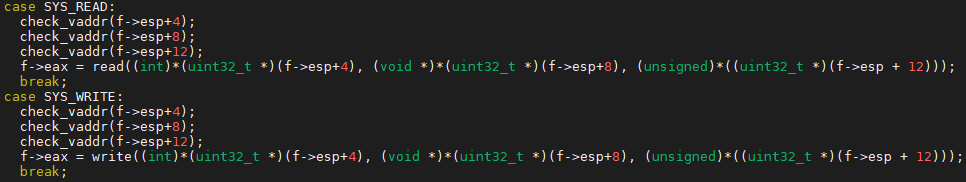 case SYS_READ:
  check_vaddr(f->esp+4);
  check_vaddr(f->esp+8);
  check_vaddr(f->esp+12);
  f->eax = read((int)*(uint32_t *)(f->esp+4), (void *)*(uint32_t *)(f->esp+8), (unsigned)*((uint32_t *)(f->esp + 12)));
  break;
case SYS_WRITE:
  check_vaddr(f->esp+4);
  check_vaddr(f->esp+8);
  check_vaddr(f->esp+12);
  f->eax = write((int)*(uint32_t *)(f->esp+4), (void *)*(uint32_t *)(f->esp+8), (unsigned)*((uint32_t *)(f->esp + 12)));
  break;